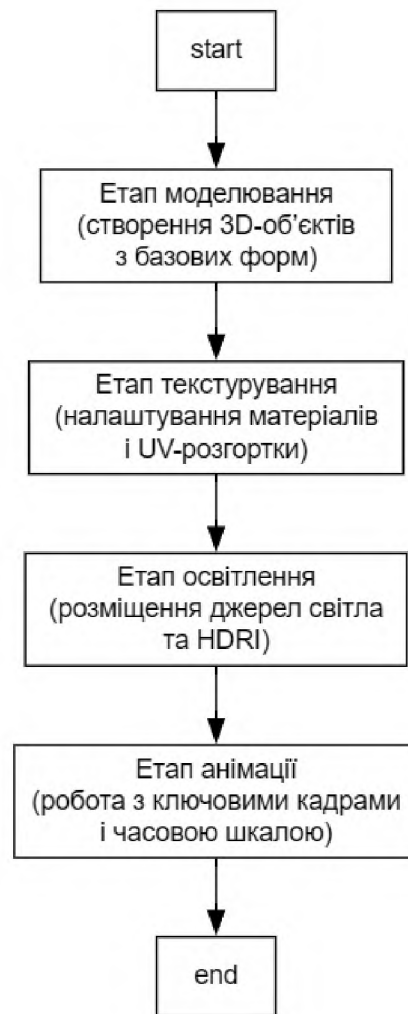 start
Етап моделювання
(створення 3D-об’єктів
з базових форм)
Етап текстурування
(налаштування матеріалів
і UV-розгортки)
Етап освітлення
(розміщення джерел світла
та HDRI)
Етап анімації
(робота з ключовими кадрами
і часовою шкалою)
end